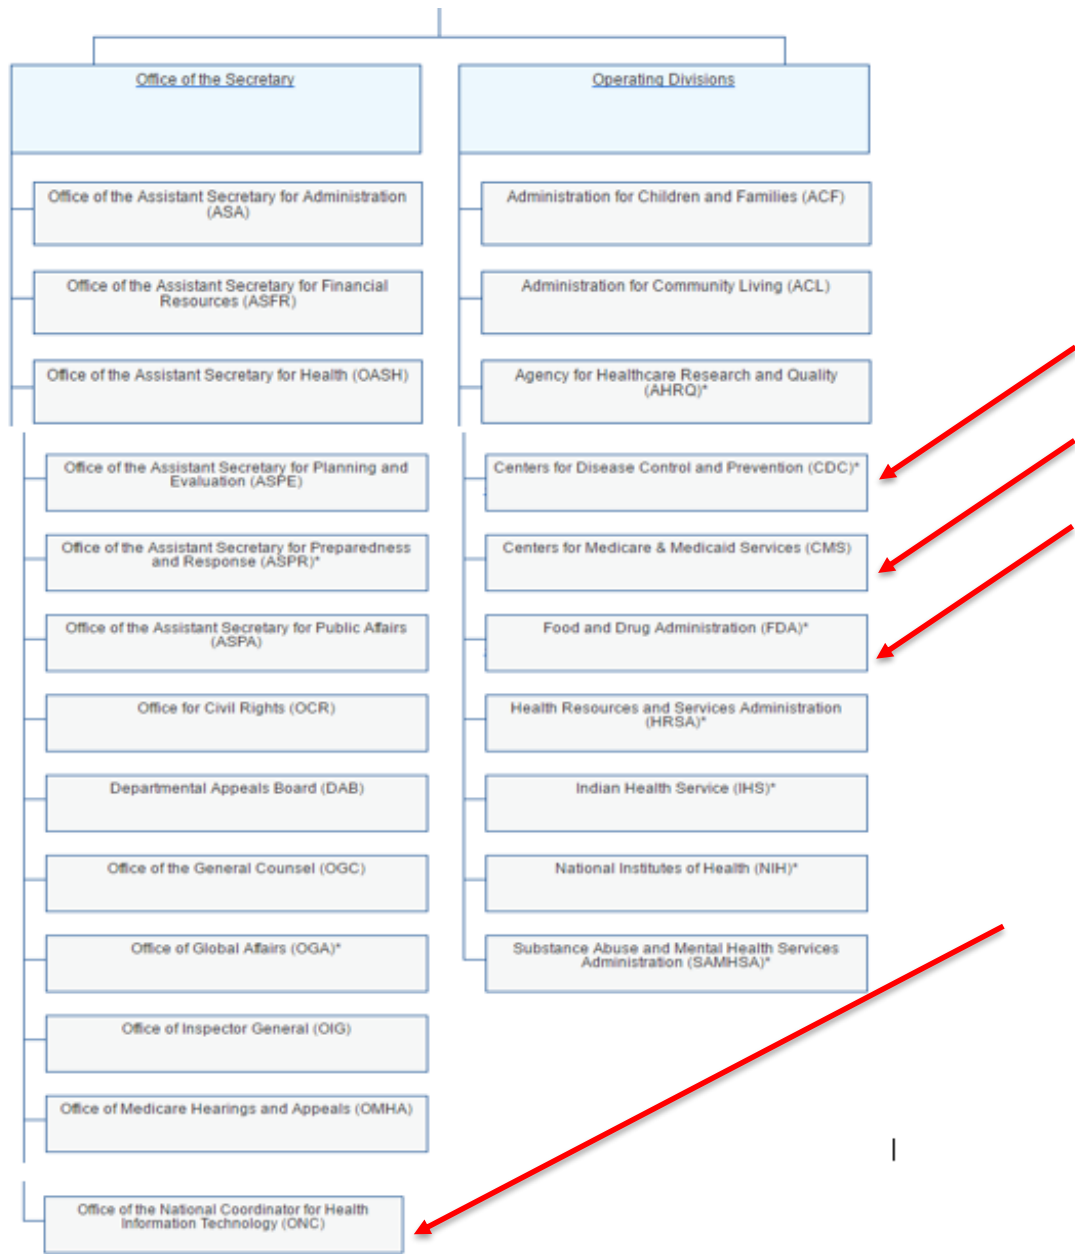 Office of the Secretary
Office of the Assistant Secretary for Administration
(ASA)
Office of the Assistant Secretary for Financial
Resources (ASFR)
Office of the Assistant Secretary for Health (OASH)
Office of the Assistant Secretary for Planning and
Evaluation (ASPE)
Office of the Assistant Secretary for Preparedness
and Response (ASPR)*
Office of the Assistant Secretary for Public Affairs
(ASPA)
Office for Civil Rights (OCR)
Departmental Appeals Board (DAB)
Office of the General Counsel (OGC)
Office of Global Affairs (OGA)*
Office of Inspector General (OIG)
Office of Medicare Hearings and Appeals (OMHA)
Office of the National Coordinator for Health
Information Technology (ONC)
Operating Divisions
Administration for Children and Families (ACF)
Administration for Community Living (ACL)
Agency for Healthcare Research and Quality
(AHRQ)*
Centers for Disease Control and Prevention (CDC)*
Centers for Medicare & Medicaid Services (CMS)
Food and Drug Administration (FDA)*
Health Resources and Services Administration
(HRSA)*
Indian Health Service (IHS)*
National Institutes of Health (NIH)*
Substance Abuse and Mental Health Services
Administration (SAMHSA)*